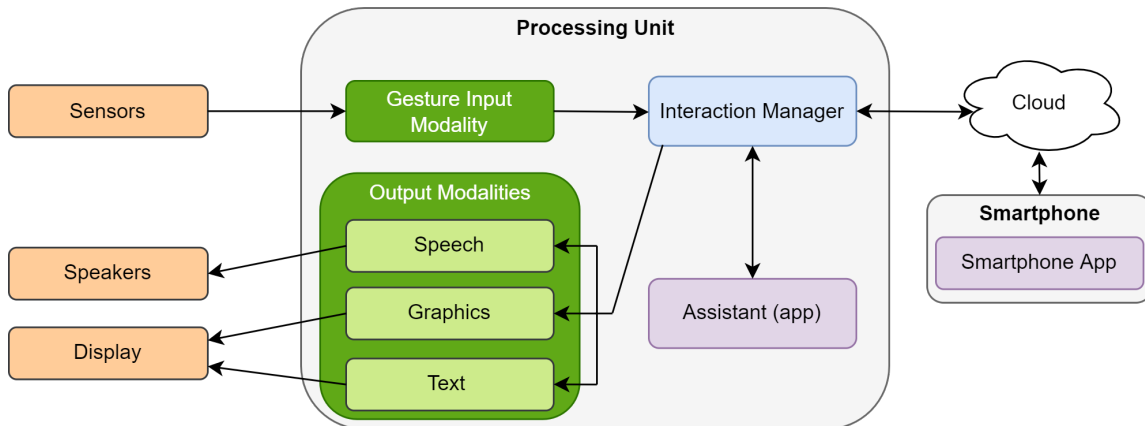 Processing Unit
Sensors
Gesture Input
Modality
Interaction Manager
Cloud
Output Modalities
Speech
Graphics
Text
Speakers
Display
Assistant (app)
Smartphone
Smartphone App